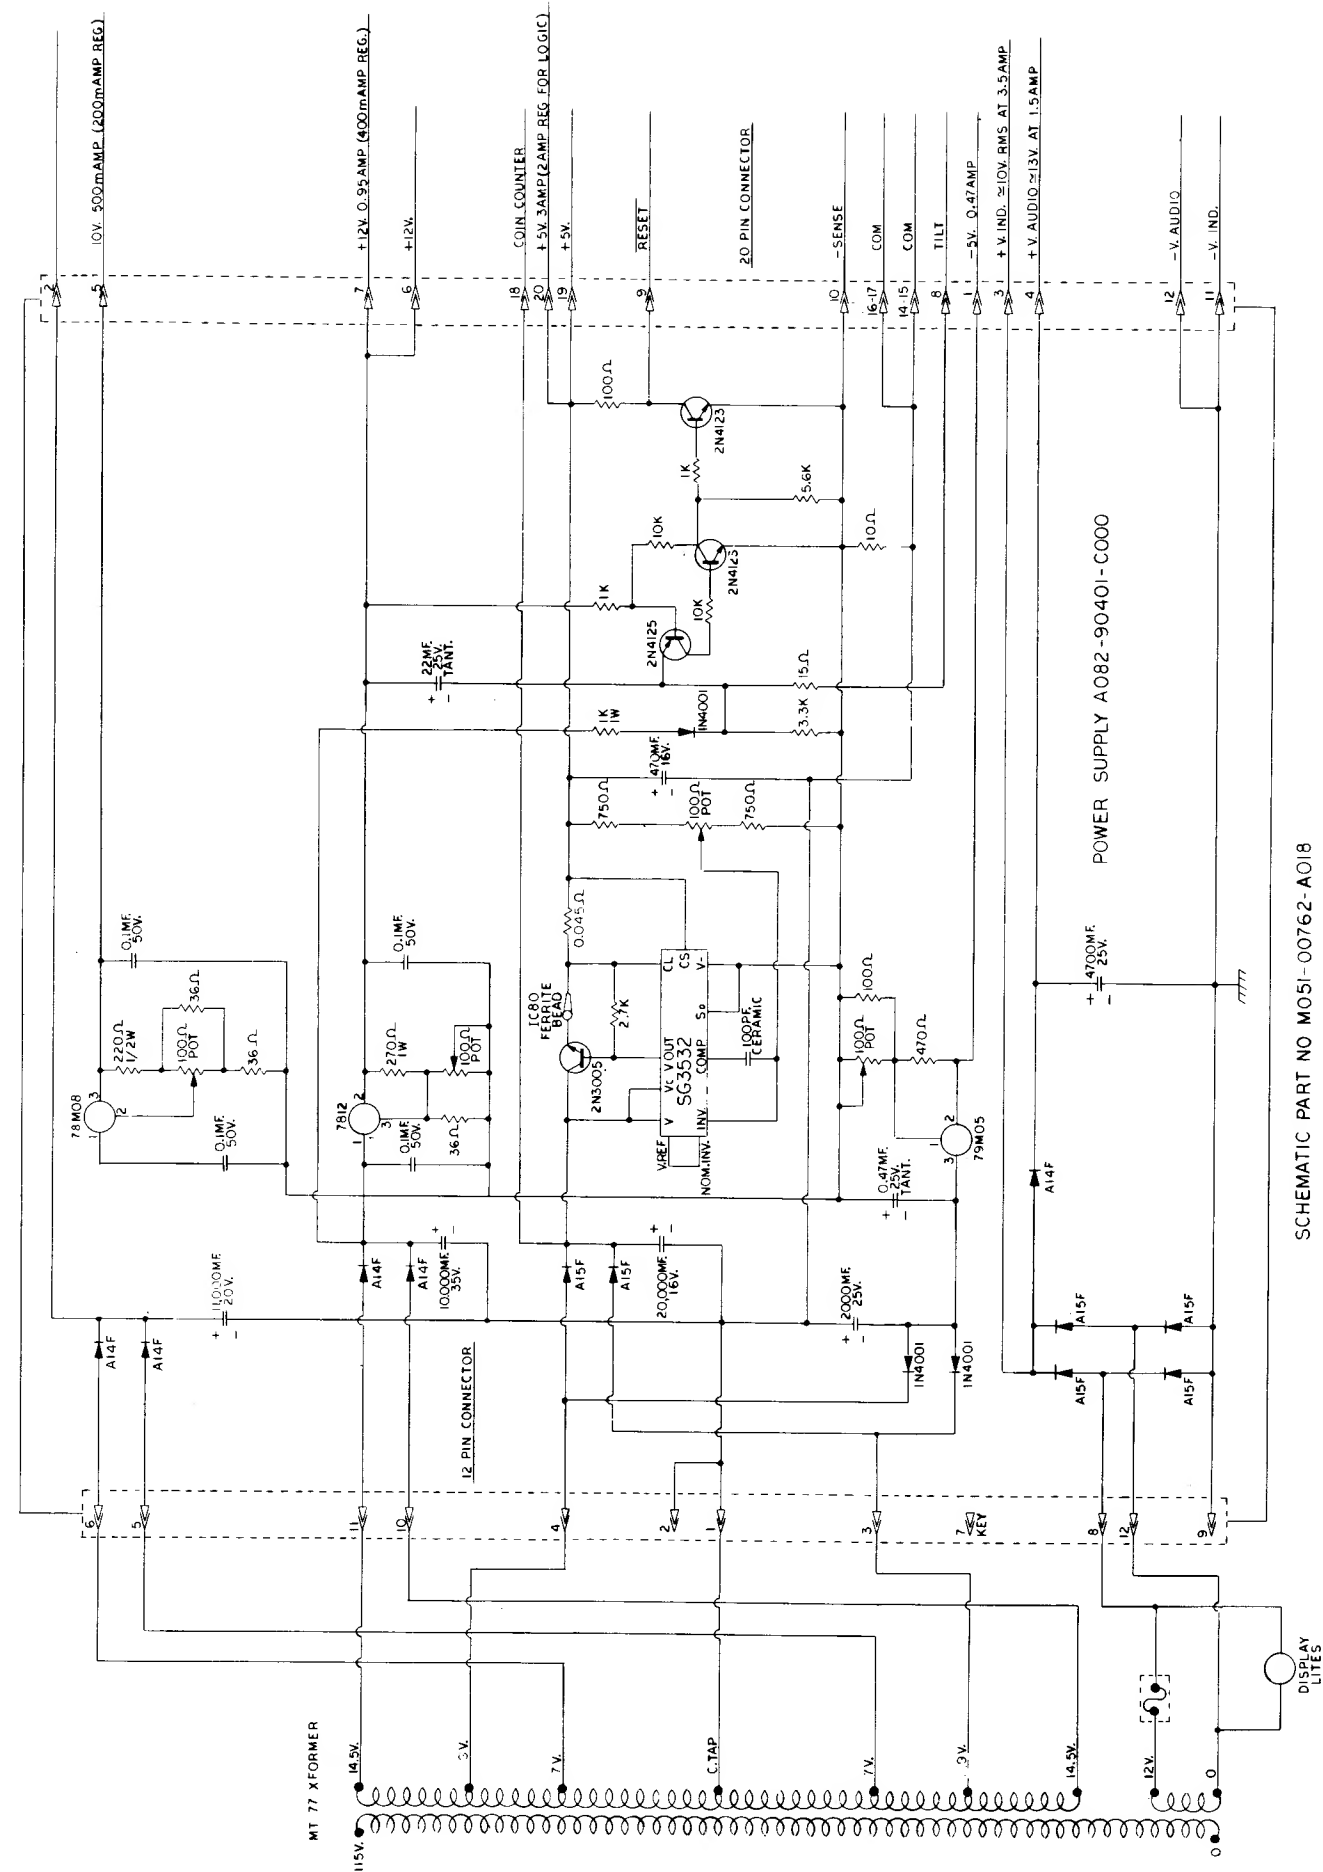 10V. 500mAMP (200mAMP REG)
+12V. 0.95AMP (400mAMP REG.)
+12V.
COIN COUNTER
+5V. 3AMP(2AMP REG FOR LOGIC)
+5V.
RESET
20 PIN CONNECTOR
-SENSE
COM
COM
TILT
-5V. 0.47AMP
+V. IND. ≃10V. RMS AT 3.5AMP
+V. AUDIO ≃13V. AT 1.5AMP
-V. AUDIO
-V. IND.
2
5
7
6
18
20
19
9
10
16-17
14-15
8
1
3
4
12
11
100Ω
2N4123
1K
5.6K
10K
2N4123
10Ω
1K
10K
2N4125
22MF.
25V.
TANT.
15Ω
1K
1W
1N4001
3.3K
470MF.
16V.
750Ω
100Ω
POT
750Ω
0.1MF.
50V.
36Ω
220Ω
1/2W
100Ω
POT
36Ω
78M08
1
2
3
0.1MF.
50V.
0.1MF.
50V.
270Ω
1W
100Ω
POT
7812
1
2
3
0.1MF.
50V.
36Ω
0.045Ω
IC80
FERRITE
BEAD
2.7K
2N3005
CL
CS
V-
VOUT
VC
V
COMP
INV.
SG3532
V.REF
NOM.INV.
100PF.
CERAMIC
100Ω
100Ω
POT
470Ω
0.47MF.
25V.
TANT.
79M05
1
2
3
4700MF.
25V.
A14F
POWER SUPPLY A082-90401-C000
SCHEMATIC PART NO M051-00762-A018
11,000MF.
20V.
A14F
A14F
A14F
A14F
10,000MF.
35V.
A15F
A15F
20,000MF.
16V.
2000MF.
25V.
1N4001
1N4001
A15F
A15F
A15F
A15F
12 PIN CONNECTOR
6
5
11
10
4
2
1
3
7
KEY
8
12
9
MT 77 XFORMER
115V.
14.5V.
7V.
C.TAP
7V.
9V.
14.5V.
12V.
0
0
DISPLAY
LITES